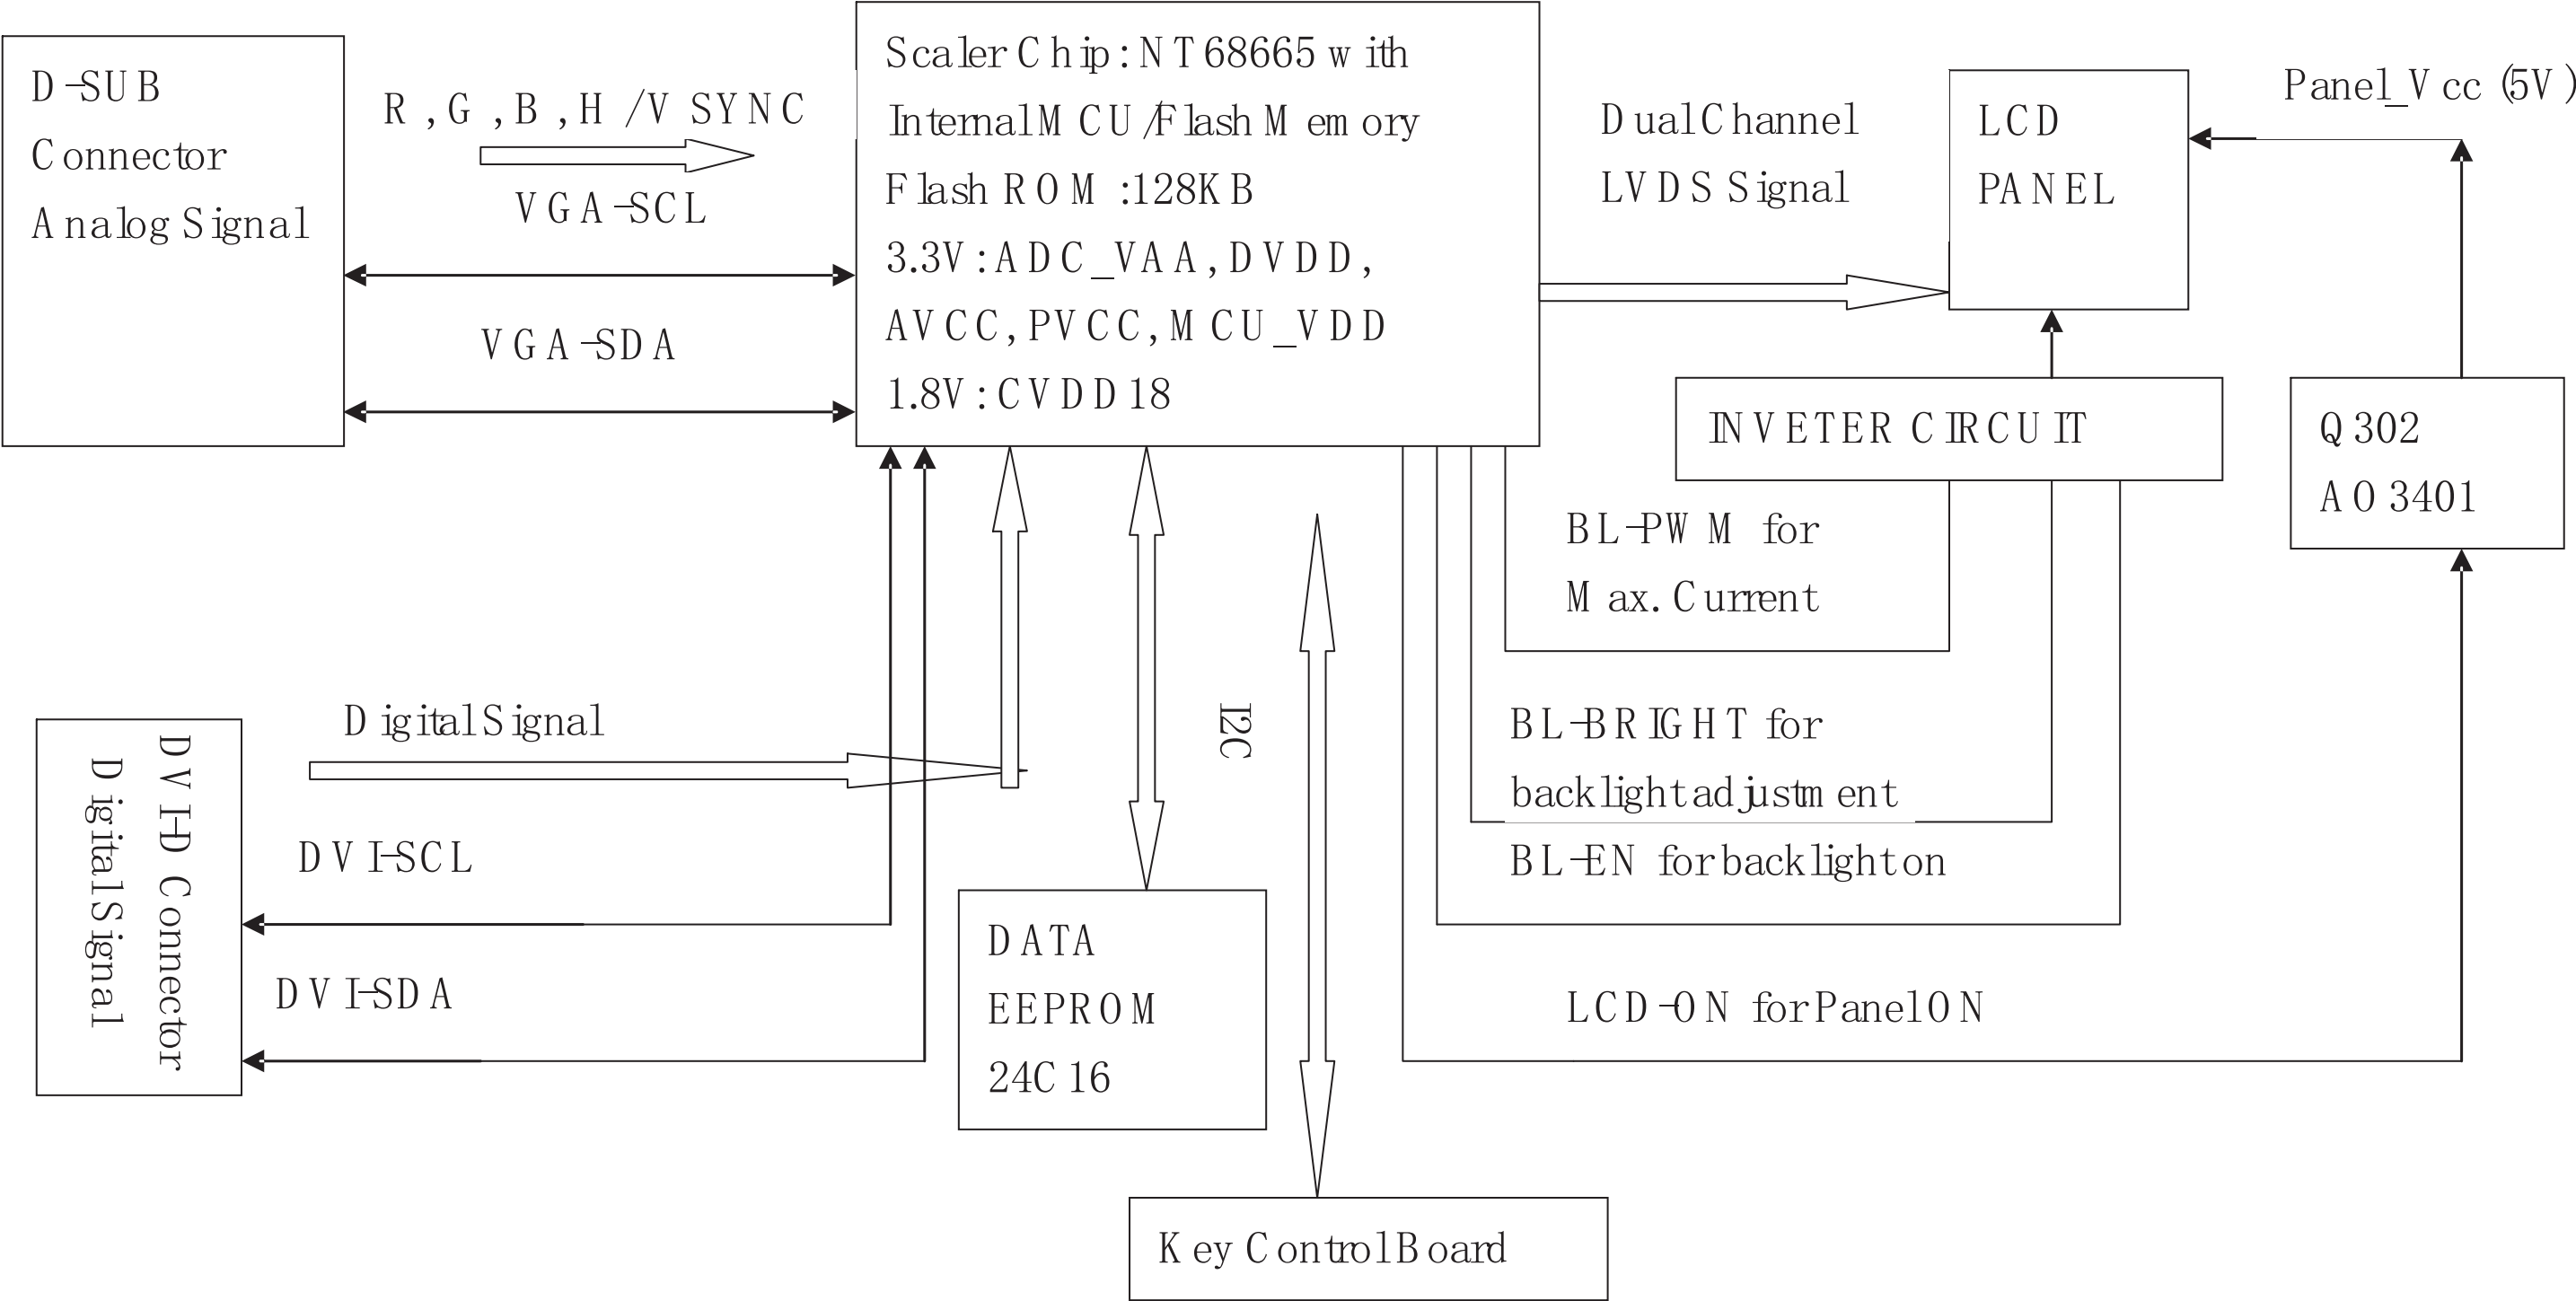 D-SUB
Connector
Analog Signal
R,G,B,H/V SYNC
VGA-SCL
VGA-SDA
Scaler Chip: NT68665 with
Internal MCU/Flash Memory
Flash ROM :128KB
3.3V: ADC_VAA, DVDD,
AVCC, PVCC, MCU_VDD
1.8V: CVDD18
Dual Channel
LVDS Signal
LCD
PANEL
Panel_Vcc (5V)
INVETER CIRCUIT
Q302
AO3401
BL-PWM for
Max. Current
BL-BRIGHT for
backlight adjustment
BL-EN for backlight on
LCD-ON for Panel ON
Digital Signal
DVI-D Connector
Digital Signal
DVI-SCL
DVI-SDA
I2C
DATA
EEPROM
24C16
Key Control Board